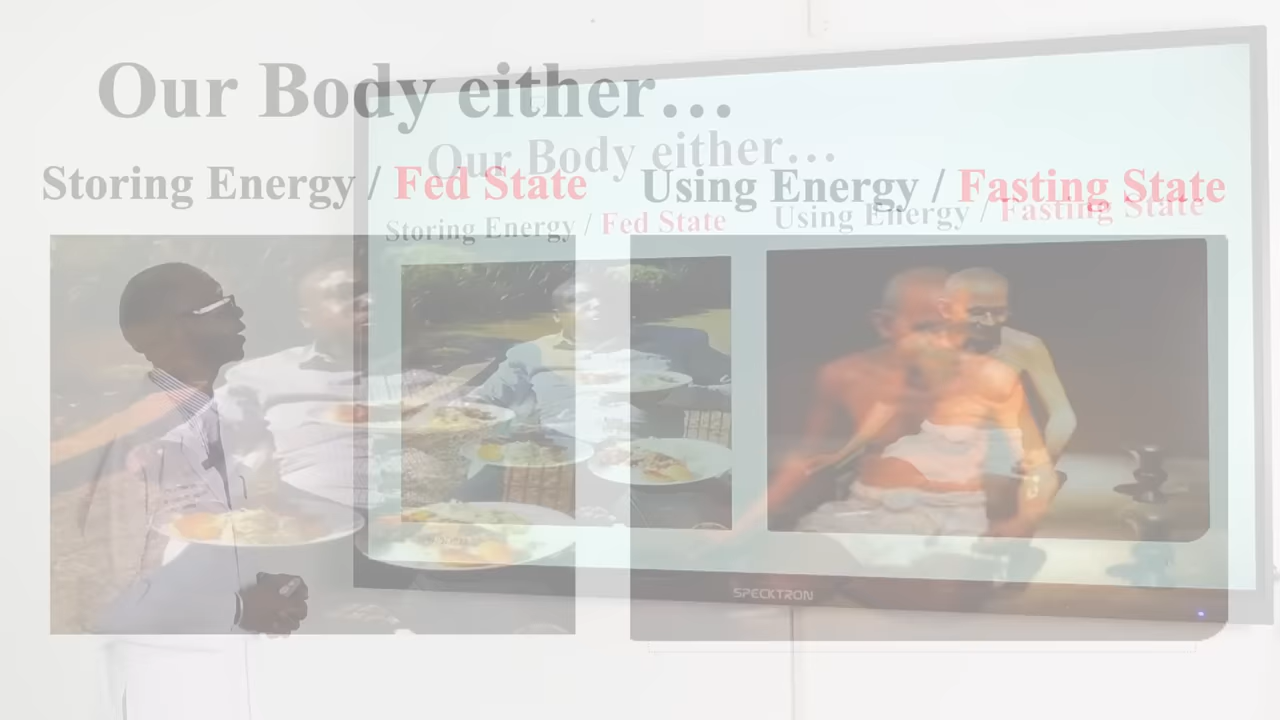 Our Body either...
Storing Energy / Fed State
Using Energy / Fasting State
Our Body either...
Storing Energy / Fed State
Using Energy / Fasting State
SPECKTRON